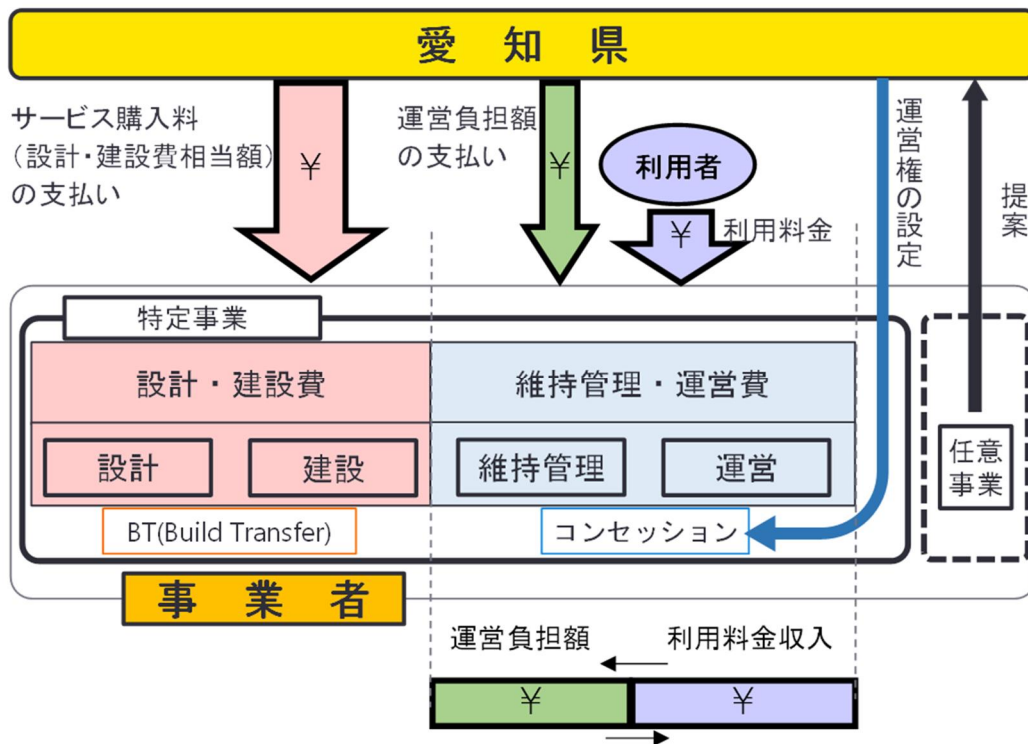 愛 知 県
サービス購入料
（設計・建設費相当額）
の支払い
¥
運営負担額
の支払い
¥
利用者
¥
利用料金
運営権の設定
提案
特定事業
設計・建設費
維持管理・運営費
設計
建設
維持管理
運営
任意
事業
BT(Build Transfer)
コンセッション
事 業 者
運営負担額
利用料金収入
¥
¥